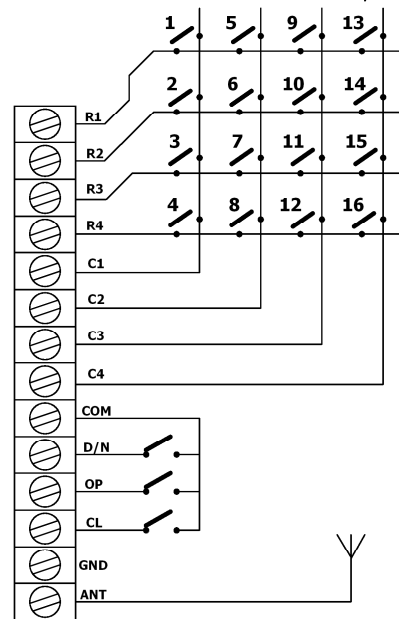 1 5 9 13
2 6 10 14
R1
3 7 11 15
R2
R3
4 8 12 16
R4
C1
C2
C3
C4
COM
D/N
OP
CL
GND
ANT